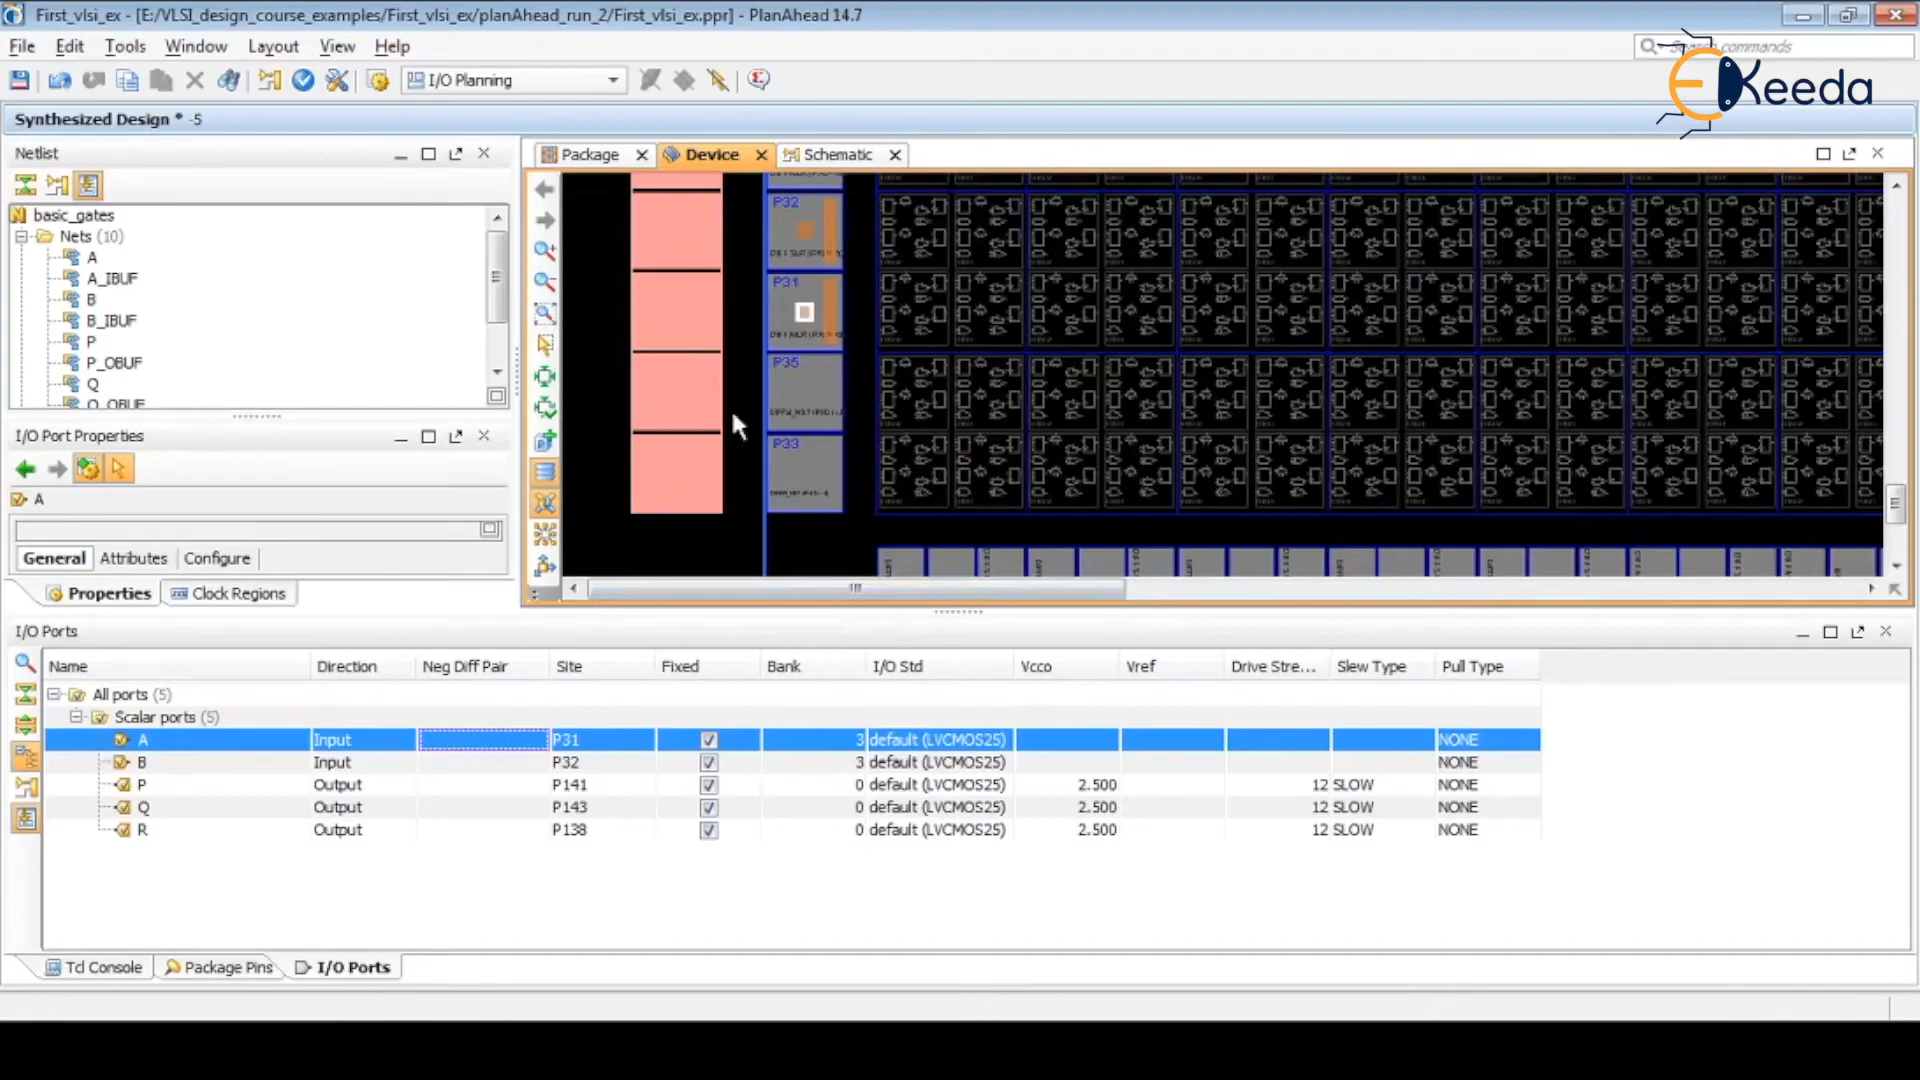 First_vlsi_ex - [E:/VLSI_design_course_examples/First_vlsi_ex/planAhead_run_2/First_vlsi_ex.ppr] - PlanAhead 14.7
File Edit Tools Window Layout View Help
Search commands
I/O Planning
EKeeda
Synthesized Design * -5
Netlist
Package Device Schematic
basic_gates
Nets (10)
A
A_IBUF
B
B_IBUF
P
P_OBUF
Q
Q_OBUF
P32
P31
P35
P33
I/O Port Properties
A
General Attributes Configure
Properties Clock Regions
I/O Ports
Name Direction Neg Diff Pair Site Fixed Bank I/O Std Vcco Vref Drive Stre... Slew Type Pull Type
All ports (5)
Scalar ports (5)
A Input P31 3 default (LVCMOS25) NONE
B Input P32 3 default (LVCMOS25) NONE
P Output P141 0 default (LVCMOS25) 2.500 12 SLOW NONE
Q Output P143 0 default (LVCMOS25) 2.500 12 SLOW NONE
R Output P138 0 default (LVCMOS25) 2.500 12 SLOW NONE
Tcl Console Package Pins I/O Ports